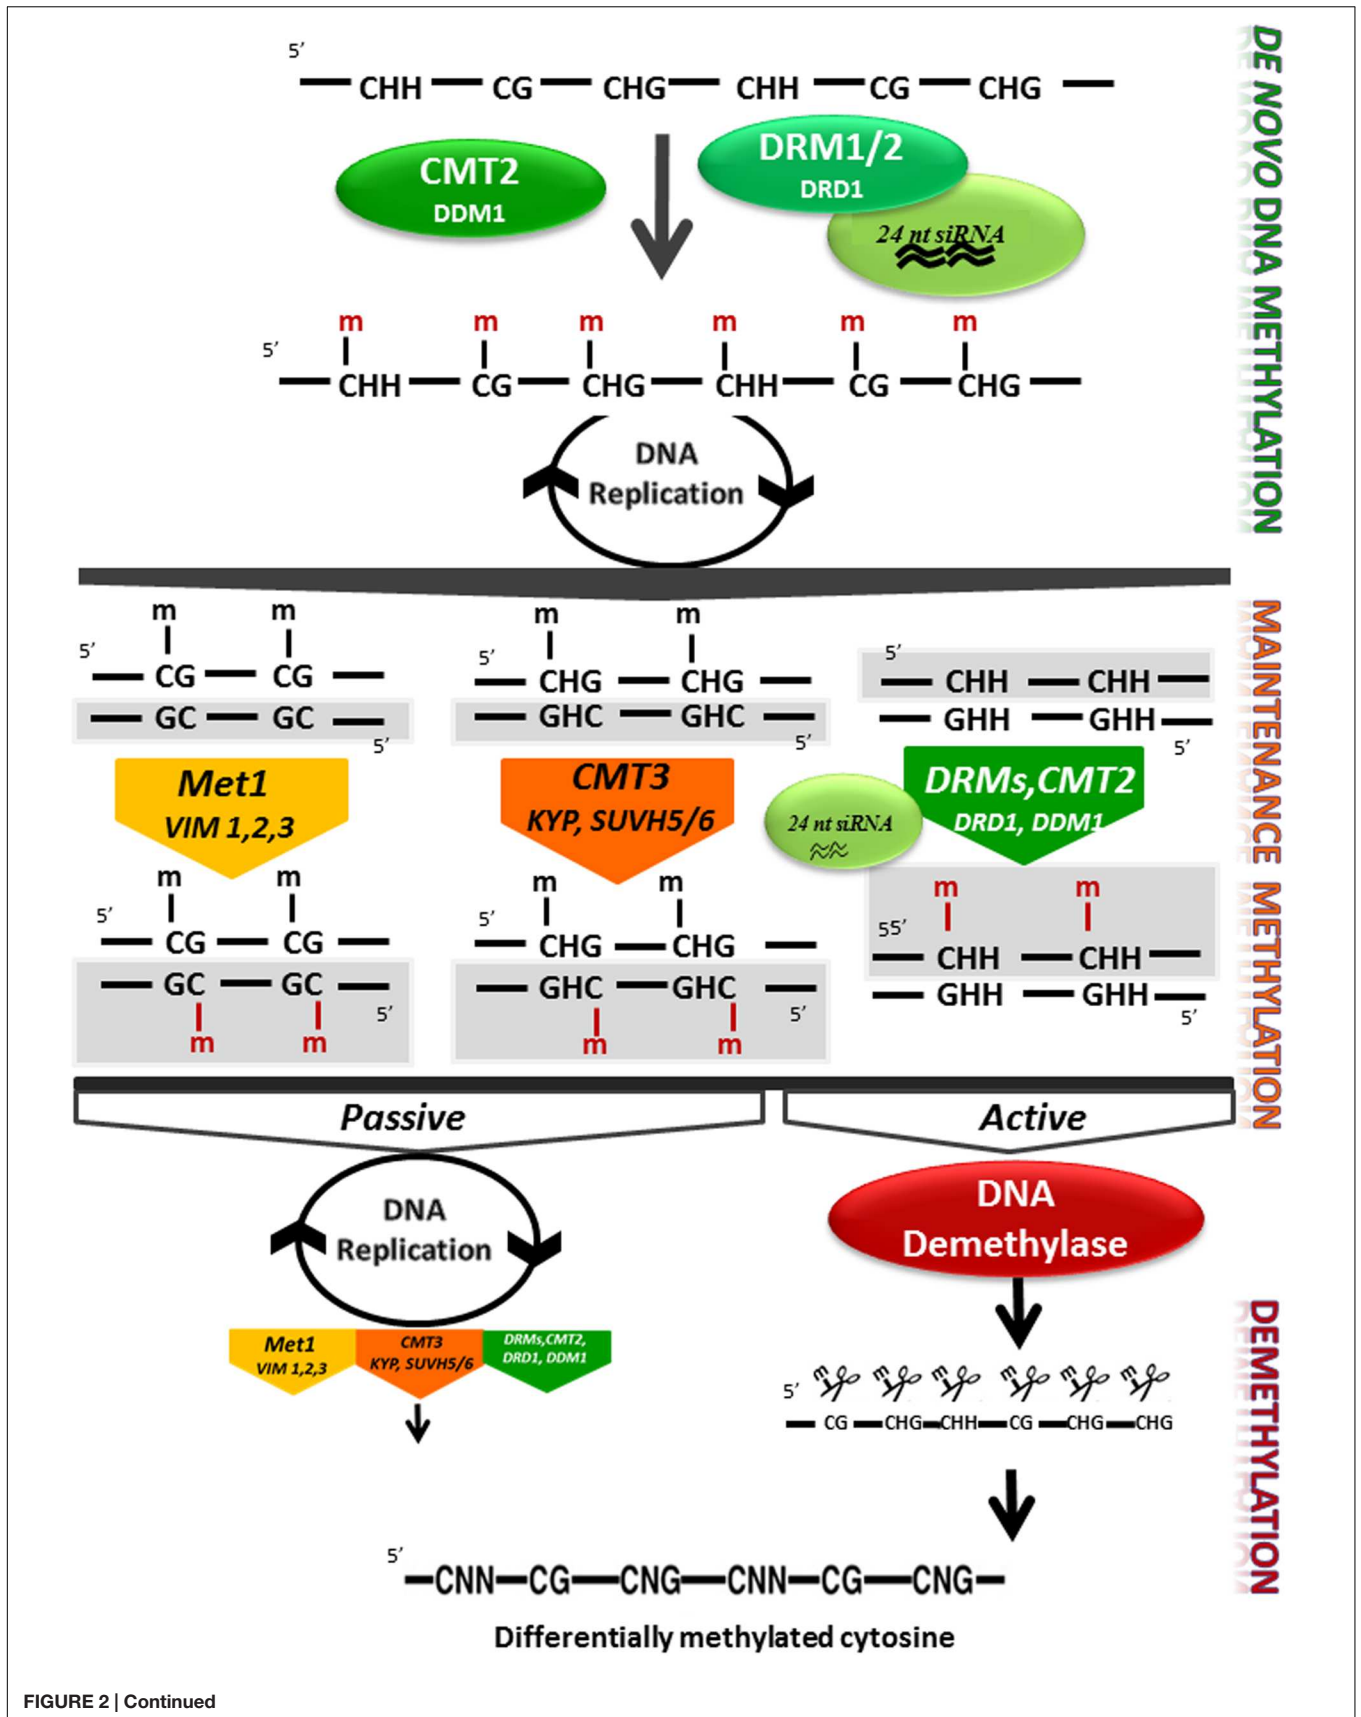 5’
CHH CG CHG CHH CG CHG
CMT2
DDM1
DRM1/2
DRD1
24 nt siRNA
m m m m m m
5’
CHH CG CHG CHH CG CHG
DNA
Replication
DE NOVO DNA METHYLATION
m m
5’
CG CG
GC GC
5’
Met1
VIM 1,2,3
m m
5’
CG CG
GC GC
5’
m m
m m
5’
CHG CHG
GHC GHC
5’
CMT3
KYP, SUVH5/6
m m
5’
CHG CHG
GHC GHC
5’
m m
5’
CHH CHH
GHH GHH
5’
DRMs,CMT2
DRD1, DDM1
24 nt siRNA
m m
55’
CHH CHH
GHH GHH
5’
MAINTENANCE METHYLATION
Passive
DNA
Replication
Met1
VIM 1,2,3
CMT3
KYP, SUVH5/6
DRMs,CMT2,
DRD1, DDM1
Active
DNA
Demethylase
m m m m m m
5’
CG CHG CHH CG CHG CHG
5’
CNN CG CNG CNN CG CNG
Differentially methylated cytosine
DEMETHYLATION
FIGURE 2 | Continued